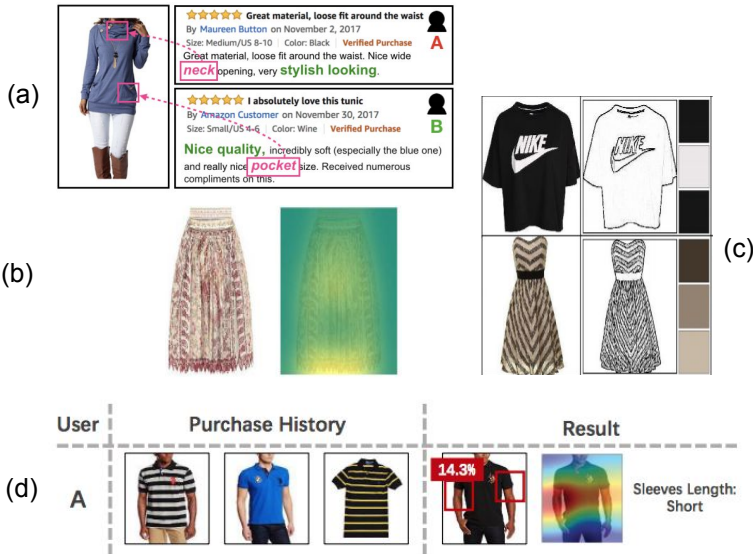 (a)
Great material, loose fit around the waist
By Maureen Button on November 2, 2017
Size: Medium/US 8-10 | Color: Black | Verified Purchase
Great material, loose fit around the waist. Nice wide
neck opening, very stylish looking.
A
I absolutely love this tunic
By Amazon Customer on November 30, 2017
Size: Small/US 4-6 | Color: Wine | Verified Purchase
Nice quality, incredibly soft (especially the blue one)
and really nice pocket size. Received numerous
compliments on this.
B
(b)
NIKE
NIKE
(c)
User
Purchase History
Result
(d)
A
14.3%
Sleeves Length:
Short